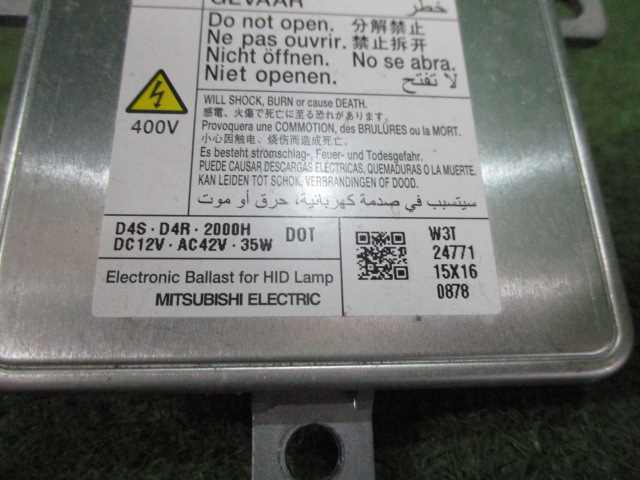 GEVAAR خطر
Do not open. 分解禁止
Ne pas ouvrir. 禁止拆开
Nicht öffnen. No se abra.
Niet openen. لا تفتح
400V
WILL SHOCK, BURN or cause DEATH.
感電、火傷で死亡に至る恐れがあります.
Provoquera une COMMOTION, des BRULURES ou la MORT.
小心因触电、烧伤而造成死亡.
Es besteht stromschlag-, Feuer- und Todesgefahr.
PUEDE CAUSAR DESCARGAS ELECTRICAS, QUEMADURAS O LA MUERTE.
KAN LEIDEN TOT SCHOK, VERBRANDINGEN OF DOOD.
سيتسبب في صدمة كهربائية، حرق أو موت
D4S · D4R · 2000H
DC12V · AC42V · 35W DOT
W3T
24771
15X16
0878
Electronic Ballast for HID Lamp
MITSUBISHI ELECTRIC